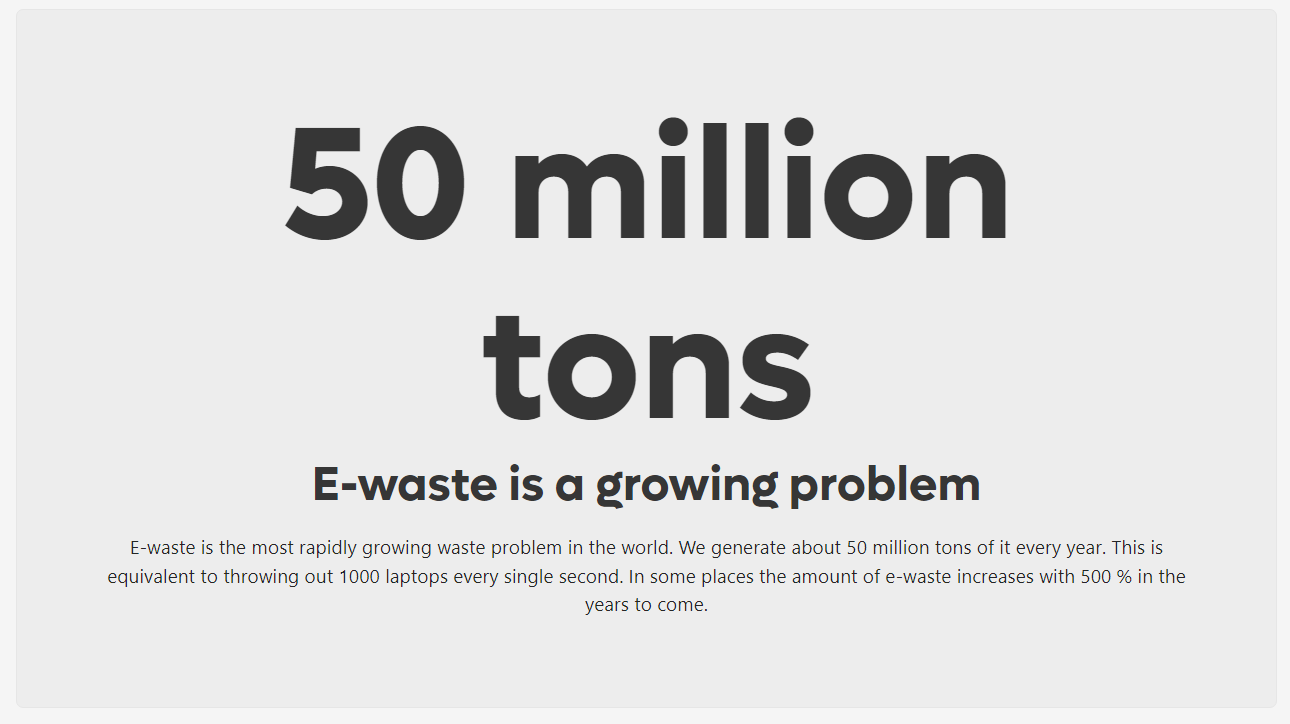 50 million
tons
E-waste is a growing problem
E-waste is the most rapidly growing waste problem in the world. We generate about 50 million tons of it every year. This is
equivalent to throwing out 1000 laptops every single second. In some places the amount of e-waste increases with 500 % in the
years to come.